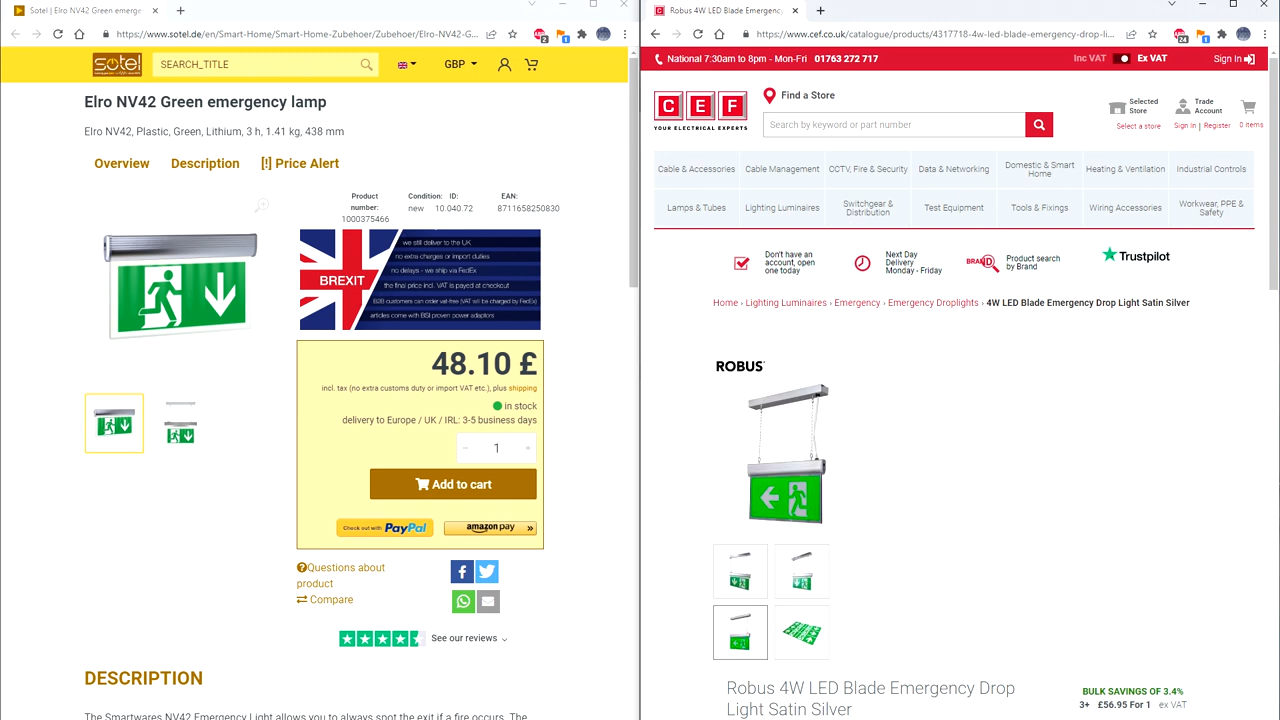 Sotel | Elro NV42 Green emerge
https://www.sotel.de/en/Smart-Home/Smart-Home-Zubehoer/Zubehoer/Elro-NV42-G...
2
1
sotel
SEARCH_TITLE
GBP
Elro NV42 Green emergency lamp
Elro NV42, Plastic, Green, Lithium, 3 h, 1.41 kg, 438 mm
Overview
Description
[!] Price Alert
Product number:
1000375466
Condition:
new
ID:
10.040.72
EAN:
8711658250830
BREXIT
we still deliver to the UK
no extra charges or import duties
no delays - we ship via FedEx
the final price incl. VAT is payed at checkout
B2B customers can order vat-free (VAT will be charged by FedEx)
articles come with BISI proven power adaptors
48.10 £
incl. tax (no extra customs duty or import VAT etc.), plus shipping
in stock
delivery to Europe / UK / IRL: 3-5 business days
− 1 +
Add to cart
Check out with PayPal
amazon pay
Questions about
product
Compare
See our reviews
DESCRIPTION
The Smartwares NV42 Emergency Light allows you to always spot the exit if a fire occurs. The
Robus 4W LED Blade Emergency
https://www.cef.co.uk/catalogue/products/4317718-4w-led-blade-emergency-drop-li...
24
1
National 7:30am to 8pm - Mon-Fri 01763 272 717
Inc VAT
Ex VAT
Sign In
CEF
YOUR ELECTRICAL EXPERTS
Find a Store
Search by keyword or part number
Selected
Store
Select a store
Trade
Account
Sign In | Register
0 items
Cable & Accessories
Cable Management
CCTV, Fire & Security
Data & Networking
Domestic & Smart
Home
Heating & Ventilation
Industrial Controls
Lamps & Tubes
Lighting Luminaires
Switchgear &
Distribution
Test Equipment
Tools & Fixings
Wiring Accessories
Workwear, PPE &
Safety
Don't have an
account, open
one today
Next Day
Delivery
Monday - Friday
BRAND
Product search
by Brand
Trustpilot
Home › Lighting Luminaires › Emergency › Emergency Droplights › 4W LED Blade Emergency Drop Light Satin Silver
ROBUS
Robus 4W LED Blade Emergency Drop
Light Satin Silver
BULK SAVINGS OF 3.4%
3+ £56.95 For 1 ex VAT